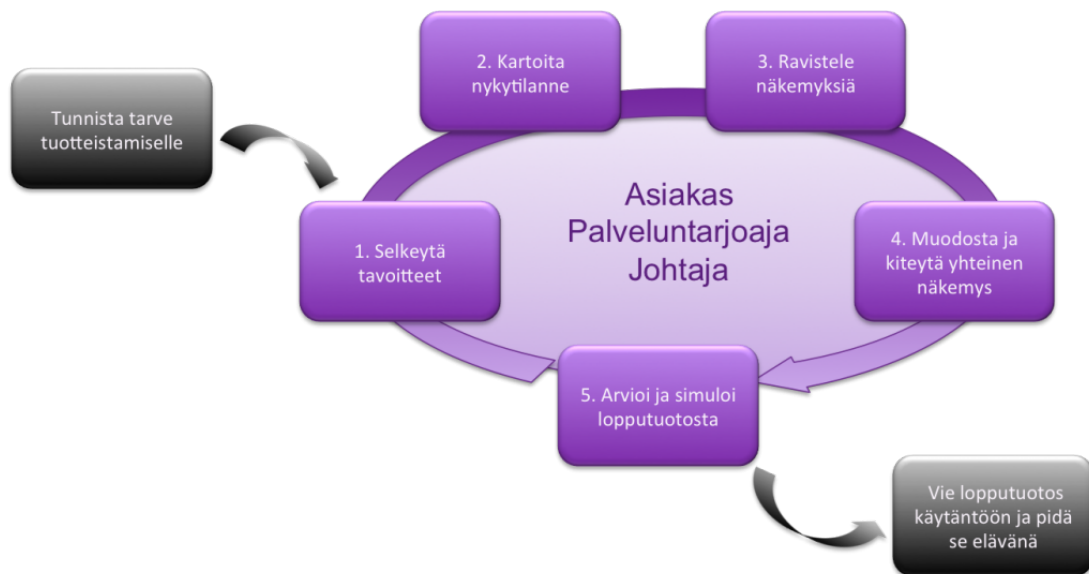 Tunnista tarve
tuotteistamiselle
1. Selkeytä
tavoitteet
2. Kartoita
nykytilanne
3. Ravistele
näkemyksiä
4. Muodosta ja
kiteytä yhteinen
näkemys
5. Arvioi ja simuloi
lopputuotosta
Asiakas
Palveluntarjoaja
Johtaja
Vie lopputuotos
käytäntöön ja pidä
se elävänä